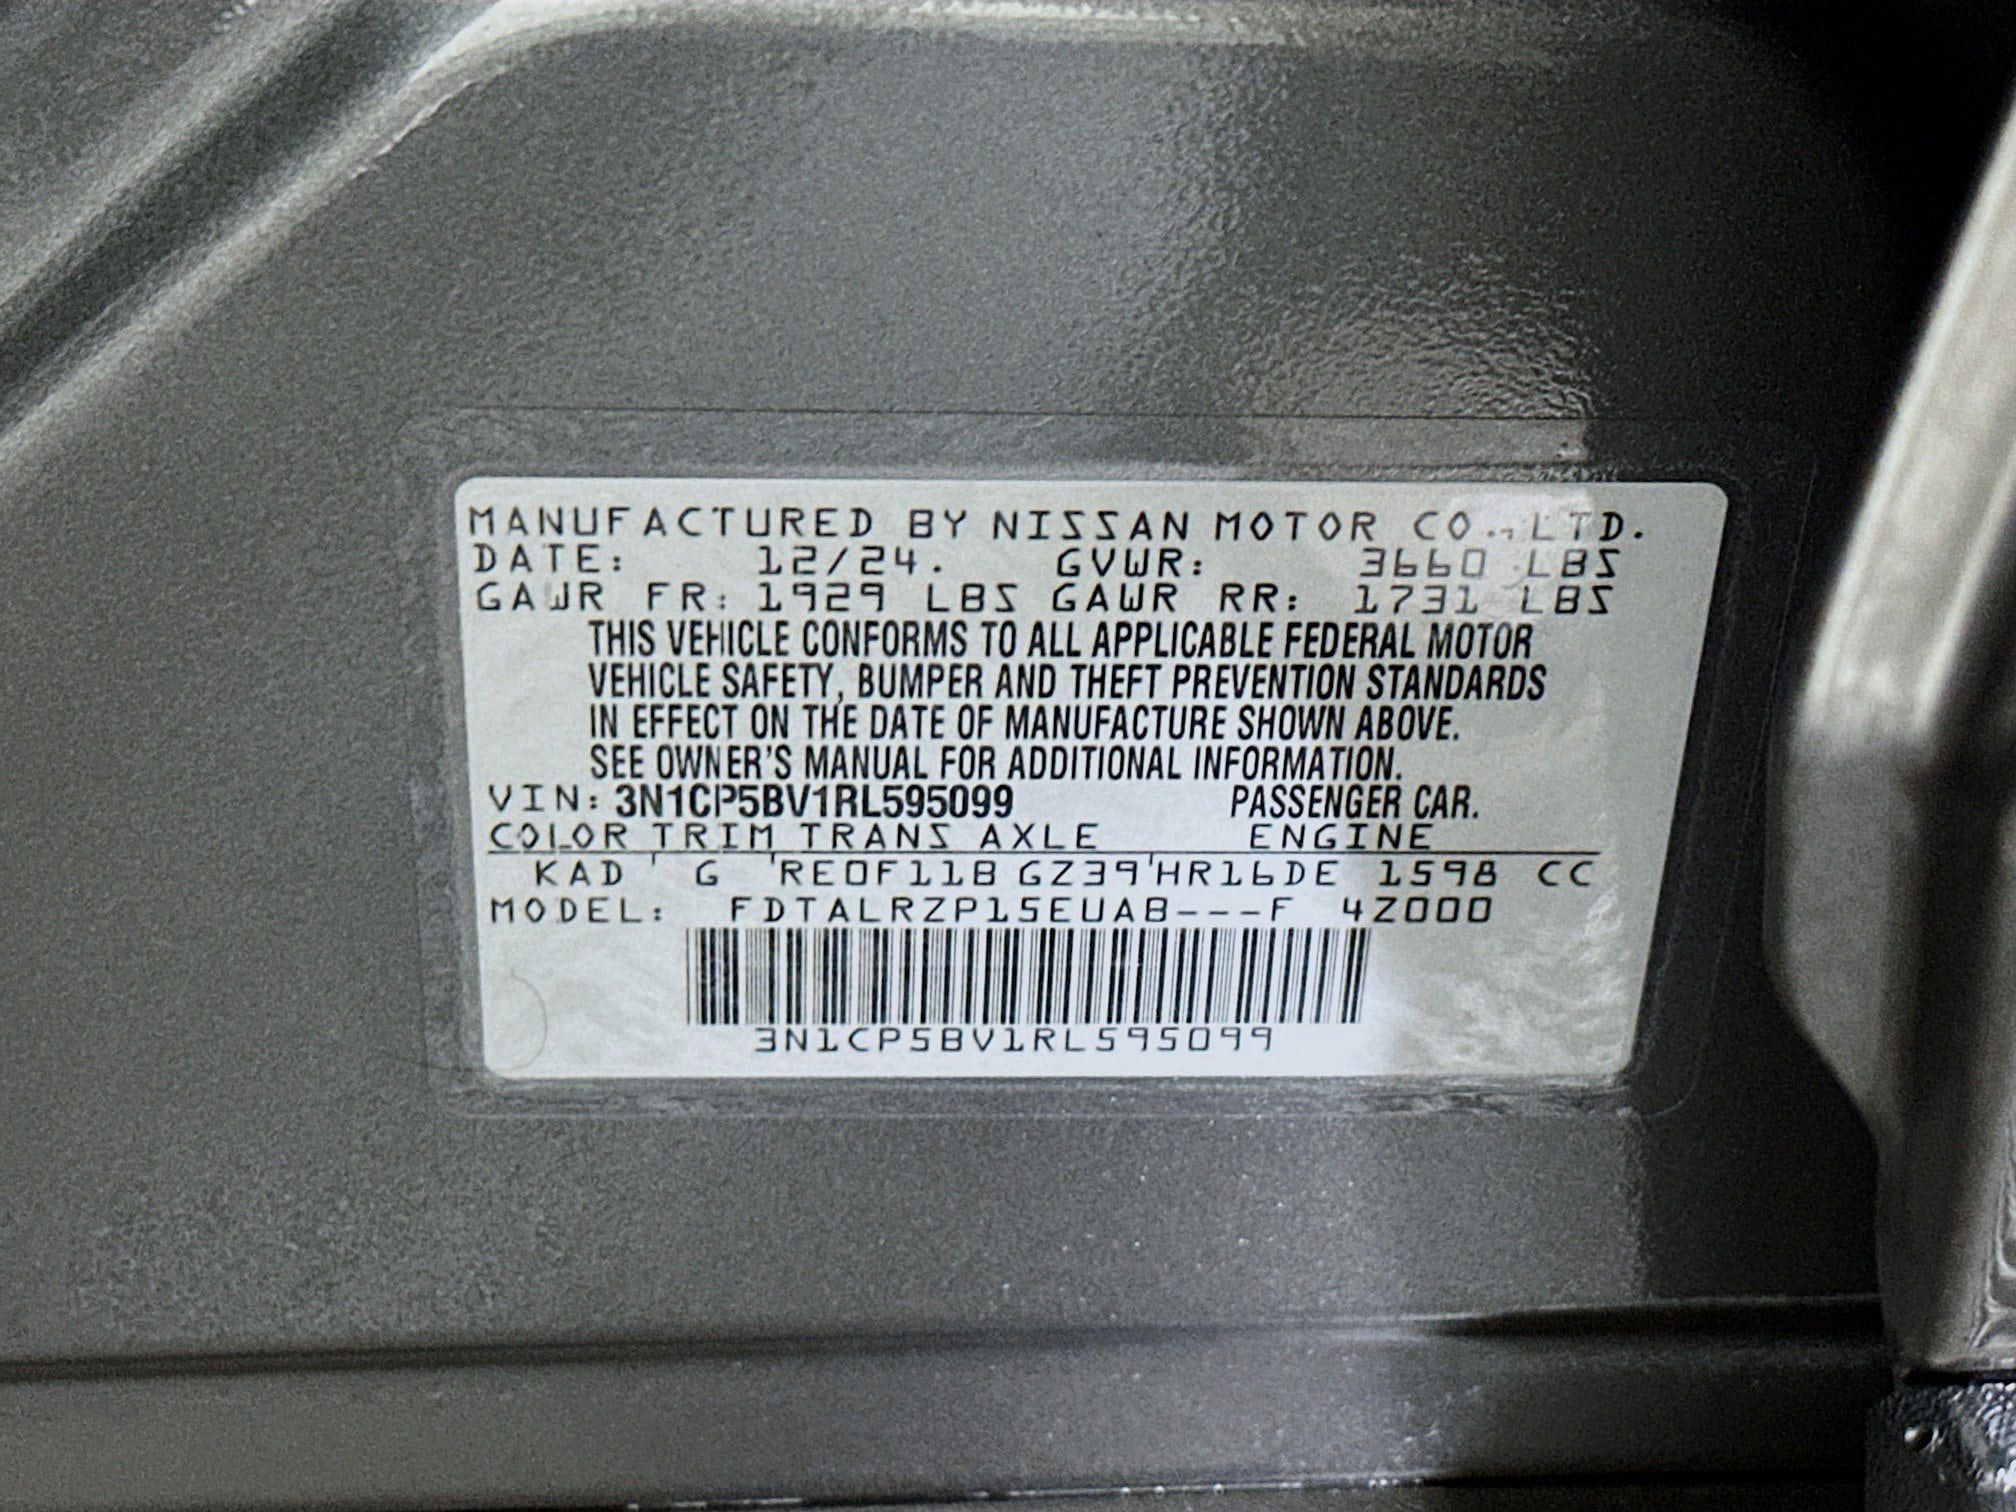 MANUFACTURED BY NISSAN MOTOR CO.,LTD.
DATE: 12/24. GVWR: 3660 LBS
GAWR FR: 1929 LBS GAWR RR: 1731 LBS
THIS VEHICLE CONFORMS TO ALL APPLICABLE FEDERAL MOTOR
VEHICLE SAFETY, BUMPER AND THEFT PREVENTION STANDARDS
IN EFFECT ON THE DATE OF MANUFACTURE SHOWN ABOVE.
SEE OWNER'S MANUAL FOR ADDITIONAL INFORMATION.
VIN: 3N1CP5BV1RL595099 PASSENGER CAR.
COLOR TRIM TRANS AXLE ENGINE
KAD ' G 'RE0F11B GZ39'HR16DE 1598 CC
MODEL: FDTALRZP15EUAB---F 4Z000
3N1CP5BV1RL595099